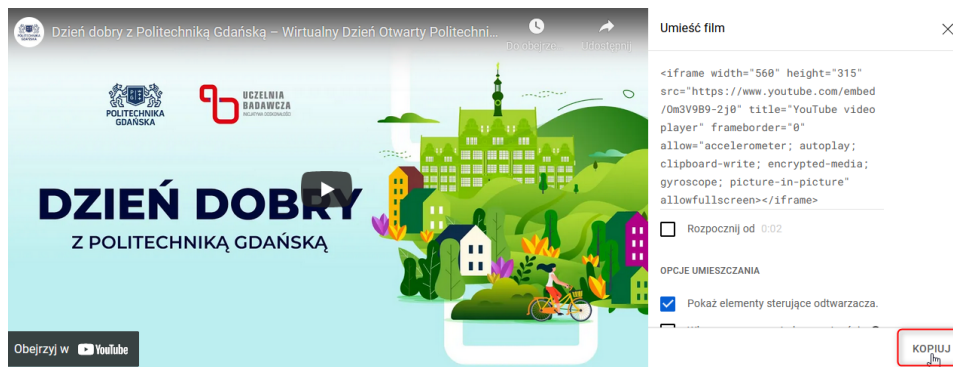 Dzień dobry z Politechniką Gdańską – Wirtualny Dzień Otwarty Politechni...
Do obejrze...
Udostępnij
POLITECHNIKA
GDAŃSKA
UCZELNIA
BADAWCZA
INICJATYWA DOSKONAŁOŚCI
DZIEŃ DOBRY
Z POLITECHNIKĄ GDAŃSKĄ
Obejrzyj w YouTube
Umieść film
<iframe width="560" height="315"
src="https://www.youtube.com/embed
/Om3V9B9-2j0" title="YouTube video
player" frameborder="0"
allow="accelerometer; autoplay;
clipboard-write; encrypted-media;
gyroscope; picture-in-picture"
allowfullscreen></iframe>
Rozpocznij od 0:02
OPCJE UMIESZCZANIA
Pokaż elementy sterujące odtwarzacza.
KOPIUJ